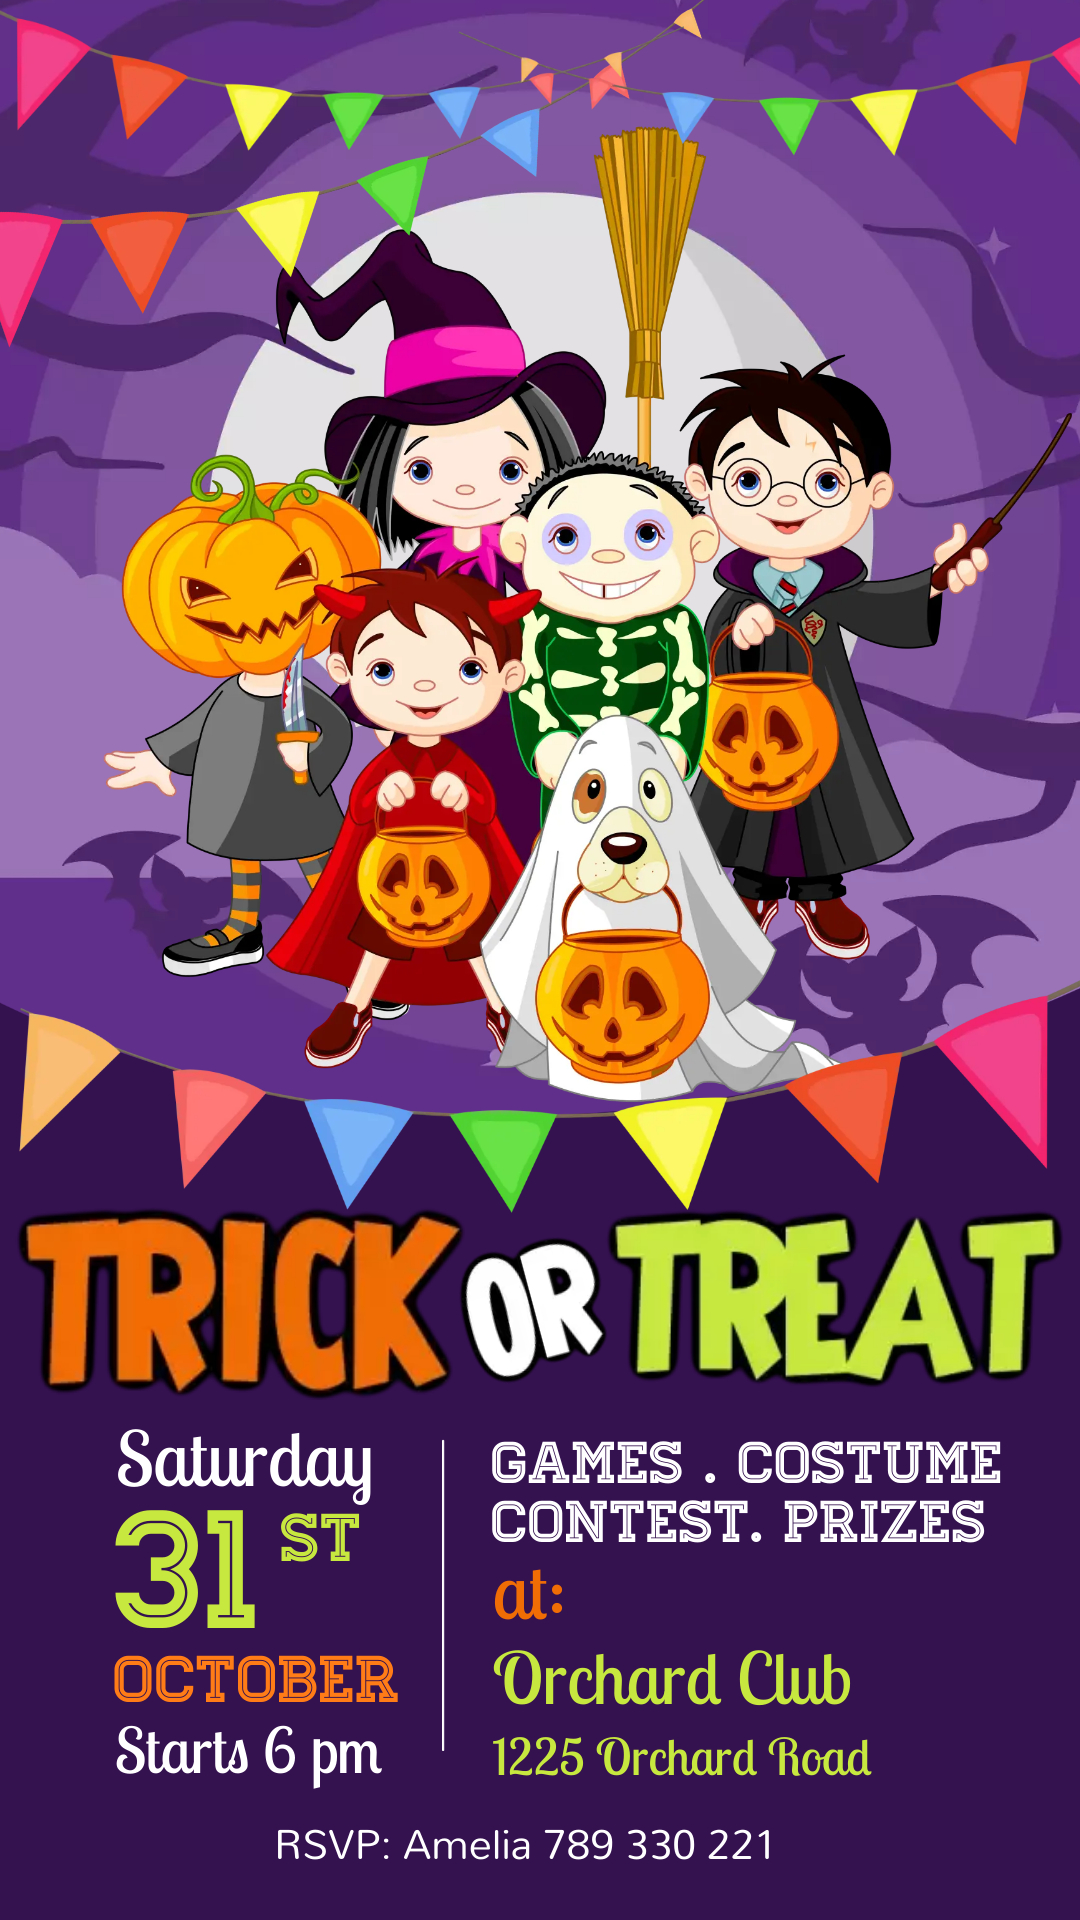 TRICK OR TREAT
Saturday
31 ST
OCTOBER
Starts 6 pm
GAMES . COSTUME
CONTEST. PRIZES
at:
Orchard Club
1225 Orchard Road
RSVP: Amelia 789 330 221